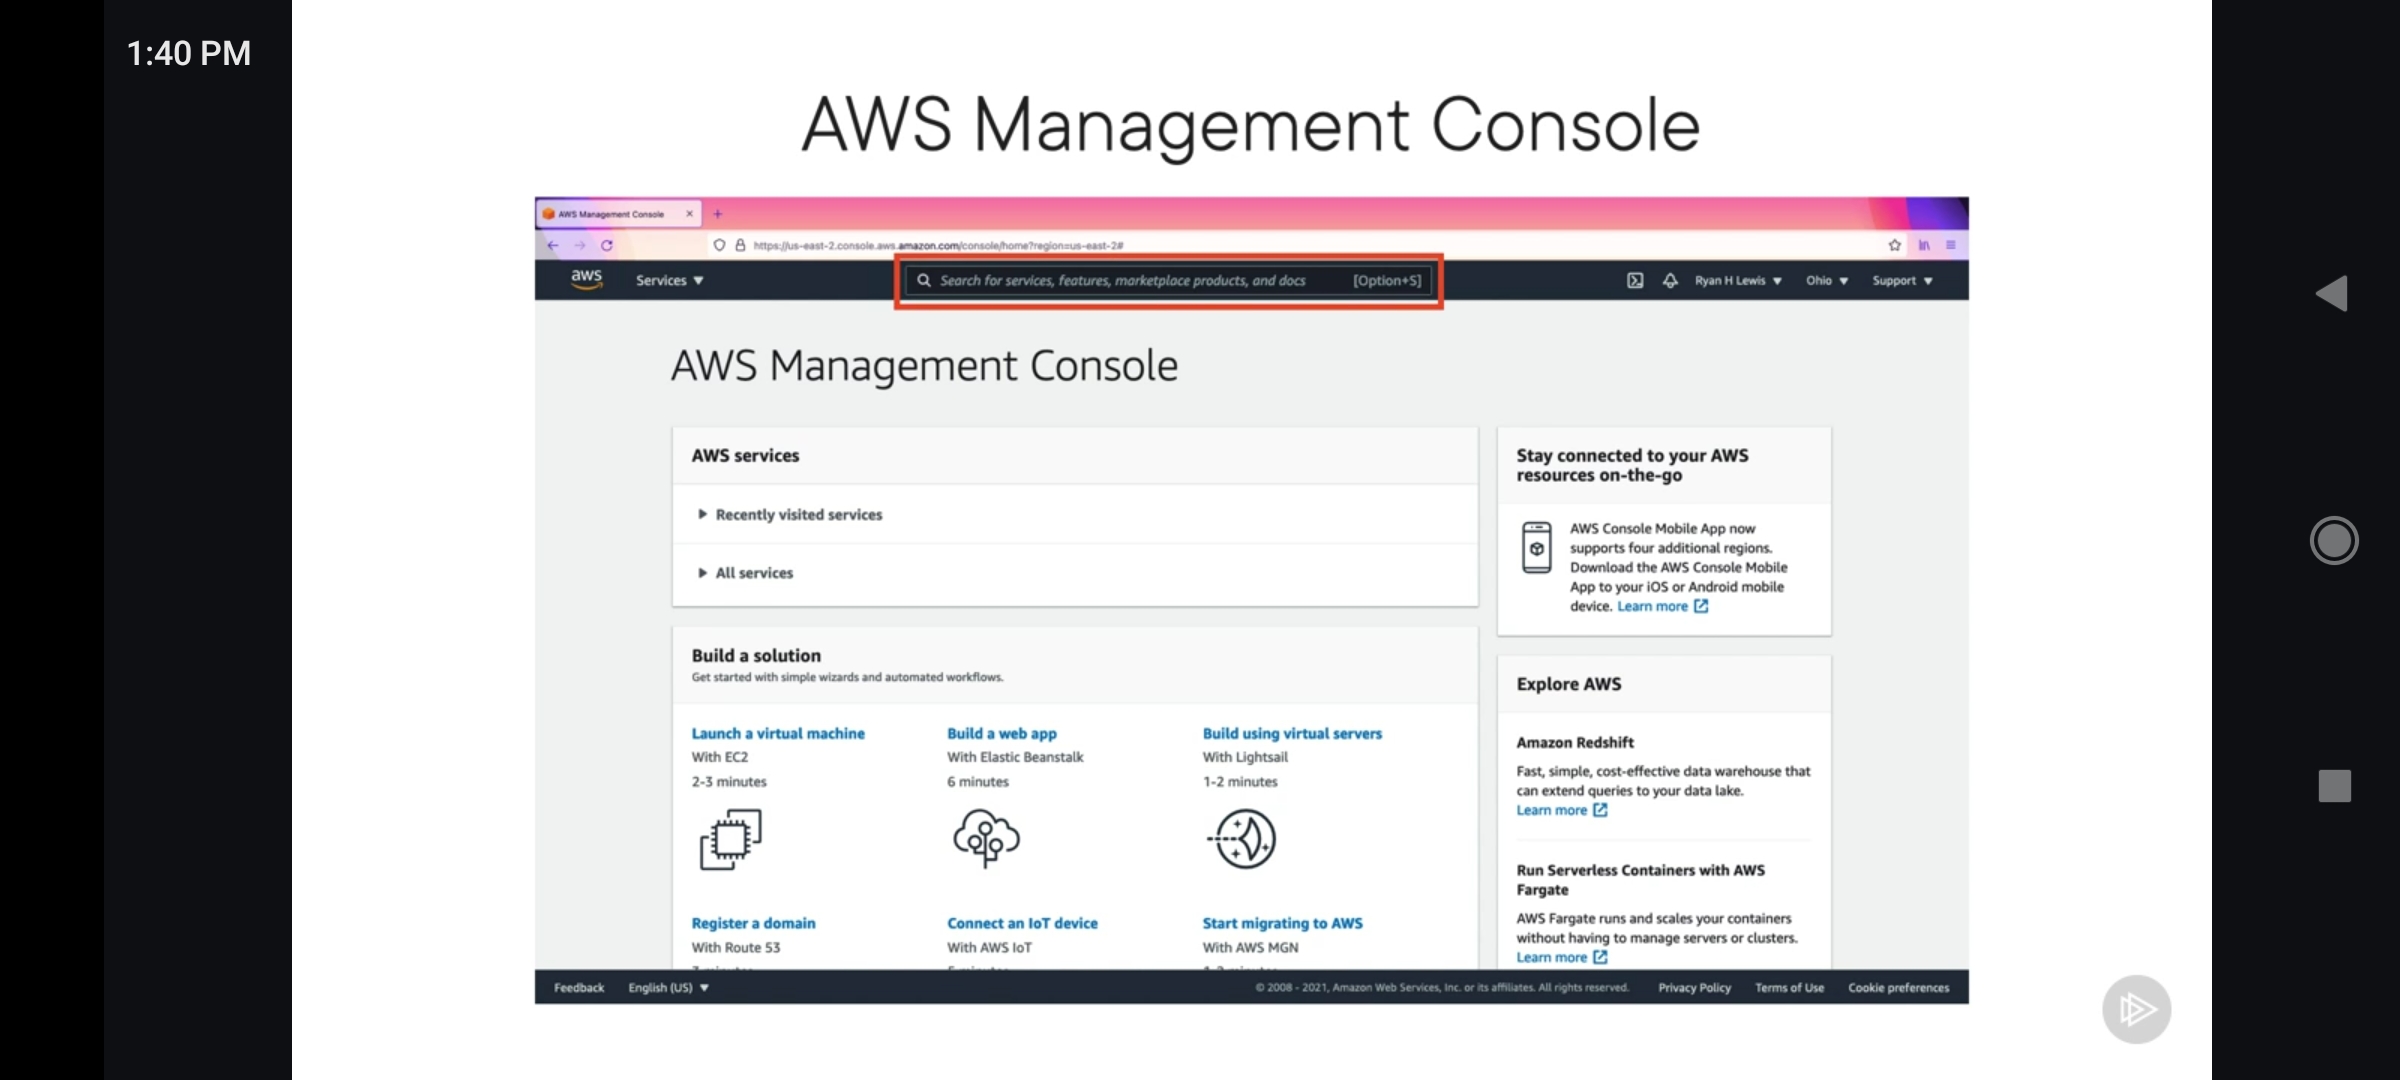 1:40 PM
AWS Management Console
AWS Management Console
https://us-east-2.console.aws.amazon.com/console/home?region=us-east-2#
aws
Services
Search for services, features, marketplace products, and docs
[Option+S]
Ryan H Lewis
Ohio
Support
AWS Management Console
AWS services
Recently visited services
All services
Build a solution
Get started with simple wizards and automated workflows.
Launch a virtual machine
With EC2
2-3 minutes
Build a web app
With Elastic Beanstalk
6 minutes
Build using virtual servers
With Lightsail
1-2 minutes
Register a domain
With Route 53
Connect an IoT device
With AWS IoT
Start migrating to AWS
With AWS MGN
Stay connected to your AWS
resources on-the-go
AWS Console Mobile App now
supports four additional regions.
Download the AWS Console Mobile
App to your iOS or Android mobile
device. Learn more
Explore AWS
Amazon Redshift
Fast, simple, cost-effective data warehouse that
can extend queries to your data lake.
Learn more
Run Serverless Containers with AWS
Fargate
AWS Fargate runs and scales your containers
without having to manage servers or clusters.
Learn more
Feedback
English (US)
© 2008 - 2021, Amazon Web Services, Inc. or its affiliates. All rights reserved.
Privacy Policy
Terms of Use
Cookie preferences